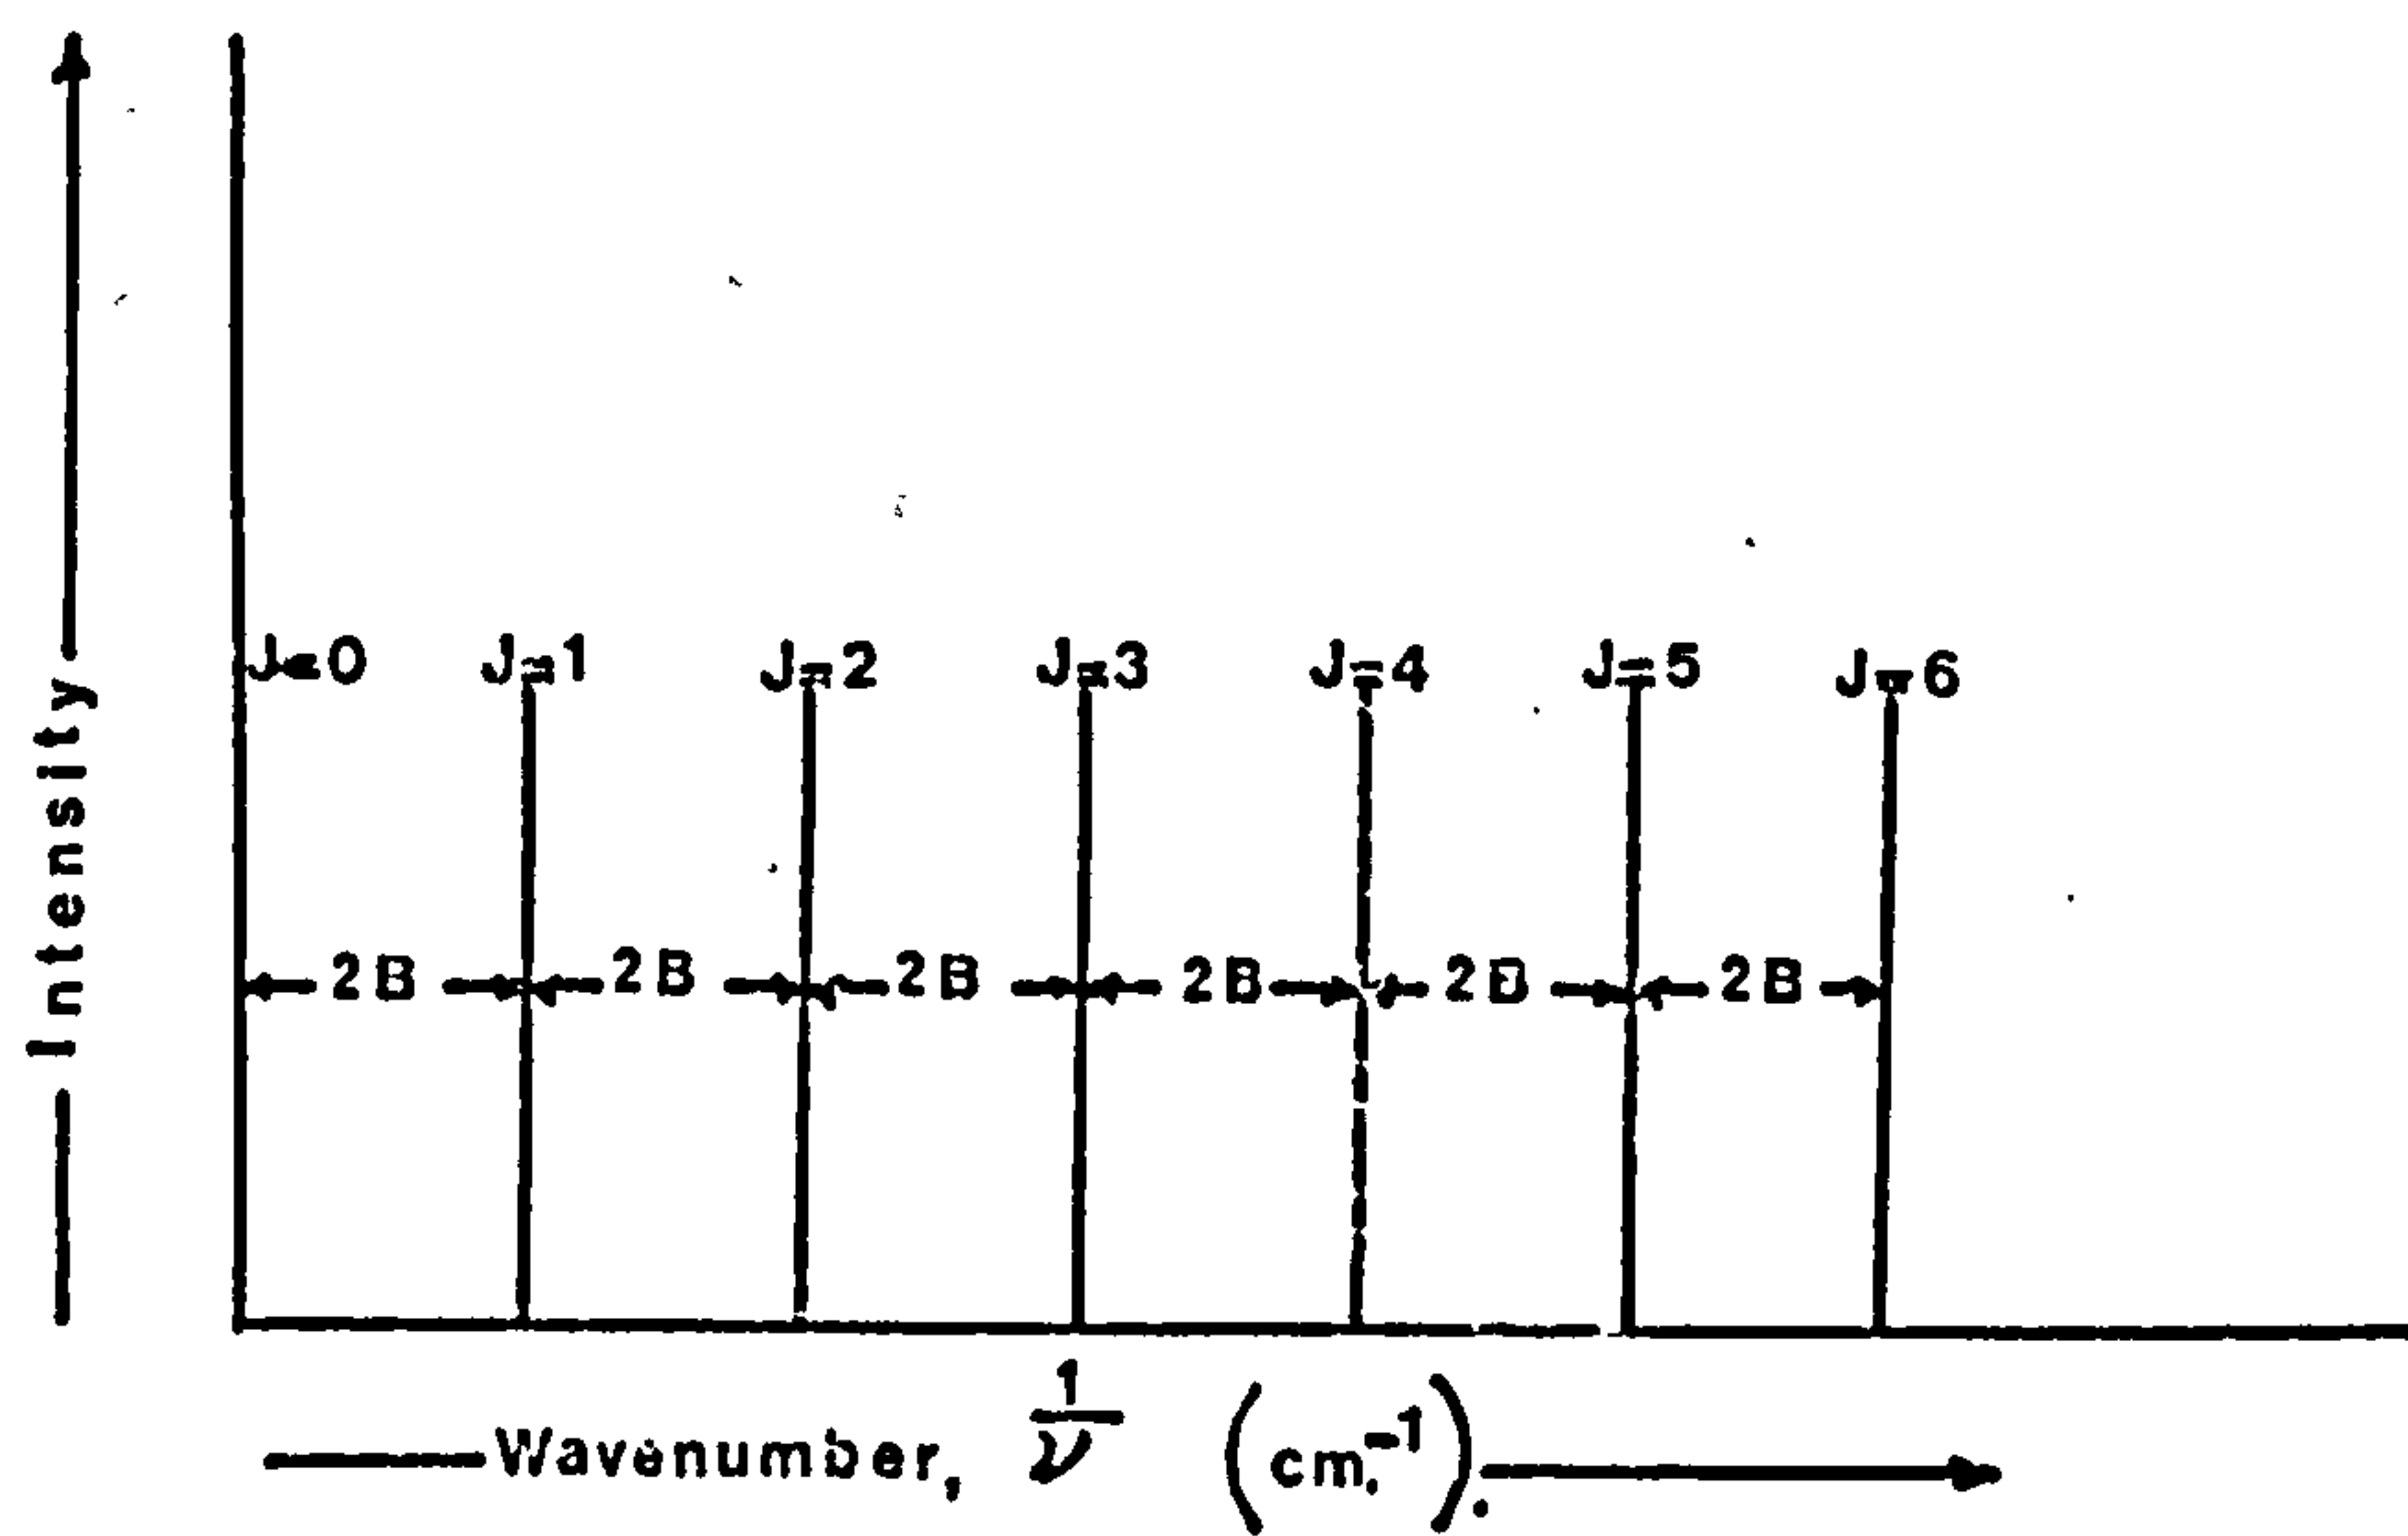 Intensity
J=0 J=1 J=2 J=3 J=4 J=5 J=6
2B 2B 2B 2B 2B 2B
Wavenumber, 1/ν (cm.⁻¹).